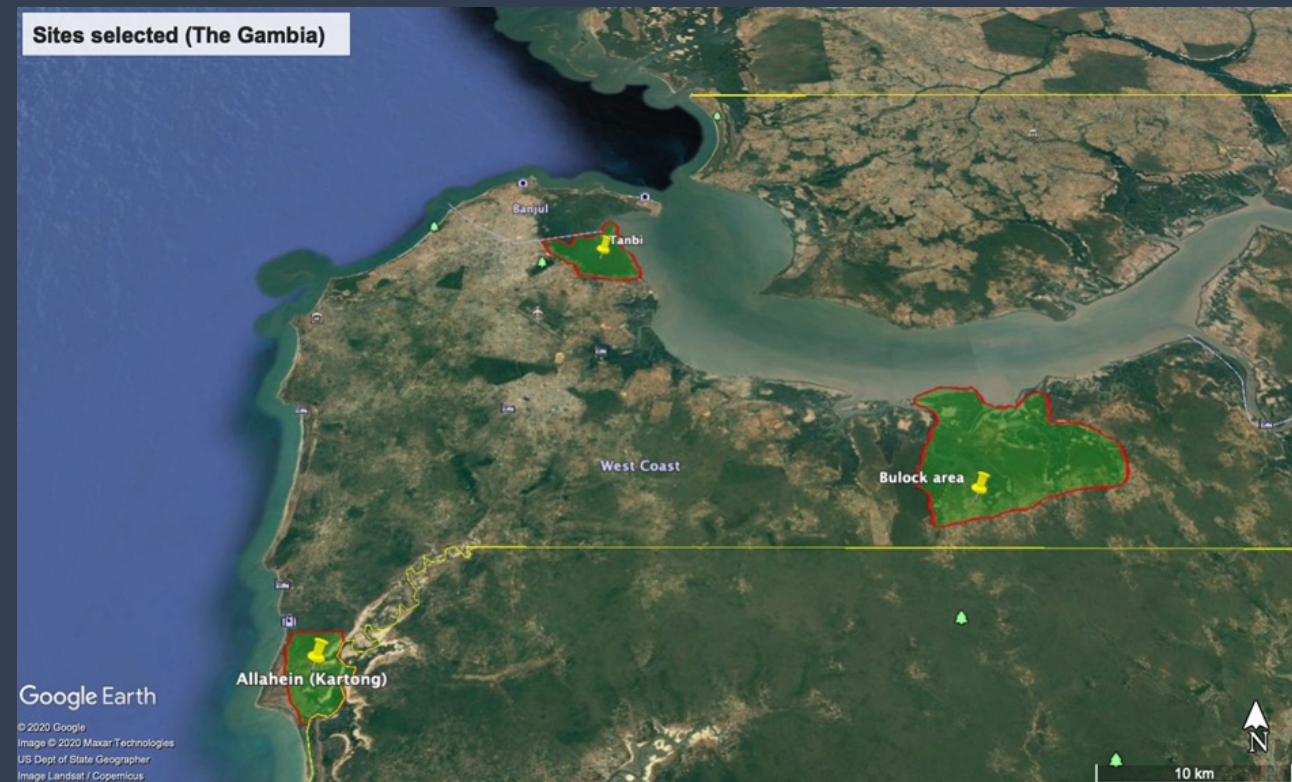 Sites selected (The Gambia)
Banjul
Tanbi
West Coast
Bulock area
Allahein (Kartong)
Google Earth
© 2020 Google
Image © 2020 Maxar Technologies
US Dept of State Geographer
Image Landsat / Copernicus
N
10 km